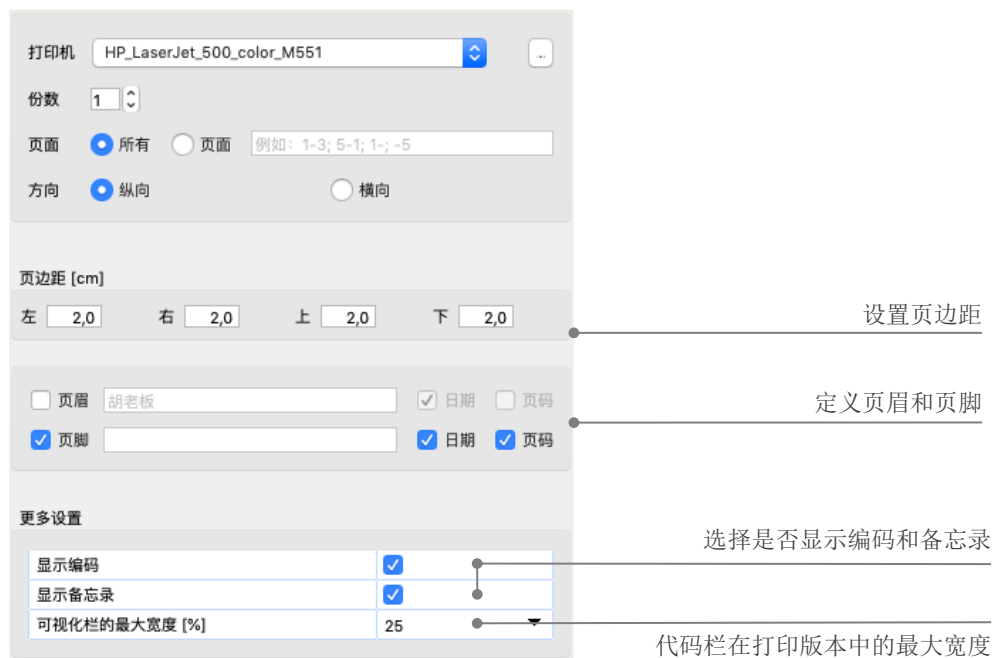 打印机 HP_LaserJet_500_color_M551 ...
份数 1
页面 所有 页面 例如：1-3; 5-1; 1-; -5
方向 纵向 横向
页边距 [cm]
左 2,0 右 2,0 上 2,0 下 2,0
设置页边距
页眉 胡老板 日期 页码
定义页眉和页脚
页脚 日期 页码
更多设置
选择是否显示编码和备忘录
显示编码
显示备忘录
可视化栏的最大宽度 [%] 25
代码栏在打印版本中的最大宽度